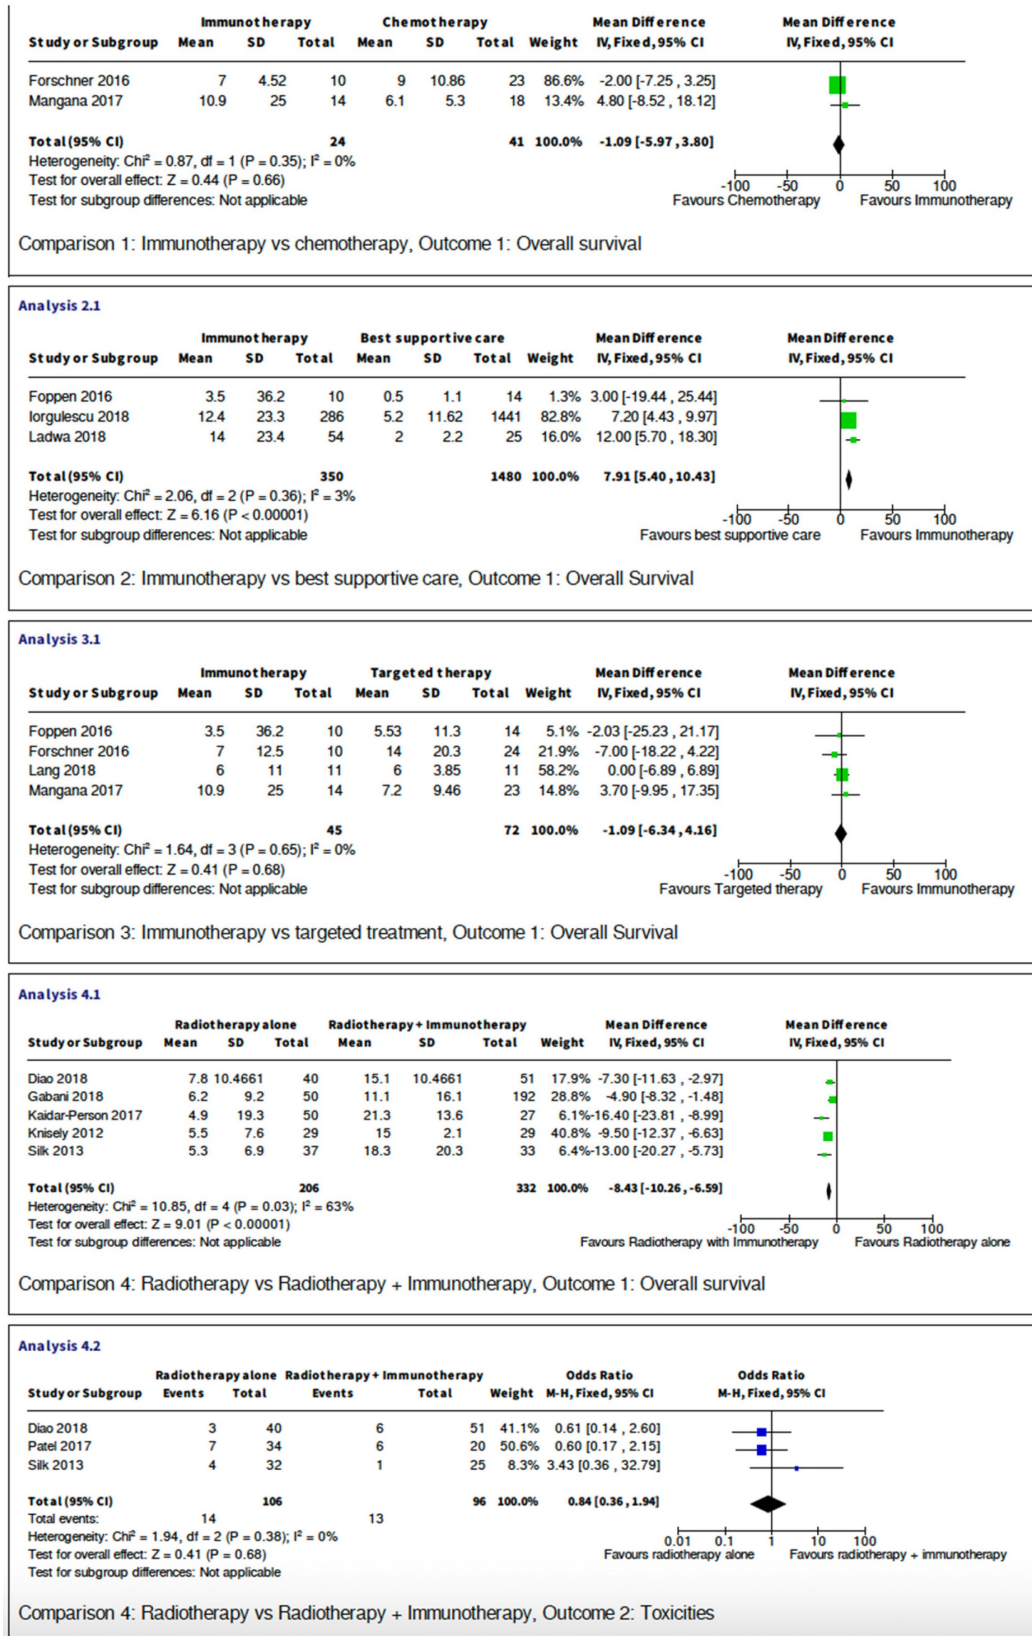 Immunotherapy Chemotherapy Mean Difference Mean Difference
Study or Subgroup Mean SD Total Mean SD Total Weight IV, Fixed, 95% CI IV, Fixed, 95% CI
Forschner 2016 7 4.52 10 9 10.86 23 86.6% -2.00 [-7.25 , 3.25]
Mangana 2017 10.9 25 14 6.1 5.3 18 13.4% 4.80 [-8.52 , 18.12]
Total (95% CI) 24 41 100.0% -1.09 [-5.97 , 3.80]
Heterogeneity: Chi² = 0.87, df = 1 (P = 0.35); I² = 0%
Test for overall effect: Z = 0.44 (P = 0.66)
-100 -50 0 50 100
Test for subgroup differences: Not applicable
Favours Chemotherapy Favours Immunotherapy
Comparison 1: Immunotherapy vs chemotherapy, Outcome 1: Overall survival
Analysis 2.1
Immunotherapy Best supportive care Mean Difference Mean Difference
Study or Subgroup Mean SD Total Mean SD Total Weight IV, Fixed, 95% CI IV, Fixed, 95% CI
Foppen 2016 3.5 36.2 10 0.5 1.1 14 1.3% 3.00 [-19.44 , 25.44]
Iorgulescu 2018 12.4 23.3 286 5.2 11.62 1441 82.8% 7.20 [4.43 , 9.97]
Ladwa 2018 14 23.4 54 2 2.2 25 16.0% 12.00 [5.70 , 18.30]
Total (95% CI) 350 1480 100.0% 7.91 [5.40 , 10.43]
Heterogeneity: Chi² = 2.06, df = 2 (P = 0.36); I² = 3%
Test for overall effect: Z = 6.16 (P < 0.00001)
-100 -50 0 50 100
Test for subgroup differences: Not applicable
Favours best supportive care Favours Immunotherapy
Comparison 2: Immunotherapy vs best supportive care, Outcome 1: Overall Survival
Analysis 3.1
Immunotherapy Targeted therapy Mean Difference Mean Difference
Study or Subgroup Mean SD Total Mean SD Total Weight IV, Fixed, 95% CI IV, Fixed, 95% CI
Foppen 2016 3.5 36.2 10 5.53 11.3 14 5.1% -2.03 [-25.23 , 21.17]
Forschner 2016 7 12.5 10 14 20.3 24 21.9% -7.00 [-18.22 , 4.22]
Lang 2018 6 11 11 6 3.85 11 58.2% 0.00 [-6.89 , 6.89]
Mangana 2017 10.9 25 14 7.2 9.46 23 14.8% 3.70 [-9.95 , 17.35]
Total (95% CI) 45 72 100.0% -1.09 [-6.34 , 4.16]
Heterogeneity: Chi² = 1.64, df = 3 (P = 0.65); I² = 0%
Test for overall effect: Z = 0.41 (P = 0.68)
-100 -50 0 50 100
Test for subgroup differences: Not applicable
Favours Targeted therapy Favours Immunotherapy
Comparison 3: Immunotherapy vs targeted treatment, Outcome 1: Overall Survival
Analysis 4.1
Radiotherapy alone Radiotherapy + Immunotherapy Mean Difference Mean Difference
Study or Subgroup Mean SD Total Mean SD Total Weight IV, Fixed, 95% CI IV, Fixed, 95% CI
Diao 2018 7.8 10.4661 40 15.1 10.4661 51 17.9% -7.30 [-11.63 , -2.97]
Gabani 2018 6.2 9.2 50 11.1 16.1 192 28.8% -4.90 [-8.32 , -1.48]
Kaidar-Person 2017 4.9 19.3 50 21.3 13.6 27 6.1% -16.40 [-23.81 , -8.99]
Knisely 2012 5.5 7.6 29 15 2.1 29 40.8% -9.50 [-12.37 , -6.63]
Silk 2013 5.3 6.9 37 18.3 20.3 33 6.4% -13.00 [-20.27 , -5.73]
Total (95% CI) 206 332 100.0% -8.43 [-10.26 , -6.59]
Heterogeneity: Chi² = 10.85, df = 4 (P = 0.03); I² = 63%
Test for overall effect: Z = 9.01 (P < 0.00001)
-100 -50 0 50 100
Test for subgroup differences: Not applicable
Favours Radiotherapy with Immunotherapy Favours Radiotherapy alone
Comparison 4: Radiotherapy vs Radiotherapy + Immunotherapy, Outcome 1: Overall survival
Analysis 4.2
Radiotherapy alone Radiotherapy + Immunotherapy Odds Ratio Odds Ratio
Study or Subgroup Events Total Events Total Weight M-H, Fixed, 95% CI M-H, Fixed, 95% CI
Diao 2018 3 40 6 51 41.1% 0.61 [0.14 , 2.60]
Patel 2017 7 34 6 20 50.6% 0.60 [0.17 , 2.15]
Silk 2013 4 32 1 25 8.3% 3.43 [0.36 , 32.79]
Total (95% CI) 106 96 100.0% 0.84 [0.36 , 1.94]
Total events: 14 13
Heterogeneity: Chi² = 1.94, df = 2 (P = 0.38); I² = 0%
0.01 0.1 1 10 100
Test for overall effect: Z = 0.41 (P = 0.68)
Favours radiotherapy alone Favours radiotherapy + immunotherapy
Test for subgroup differences: Not applicable
Comparison 4: Radiotherapy vs Radiotherapy + Immunotherapy, Outcome 2: Toxicities